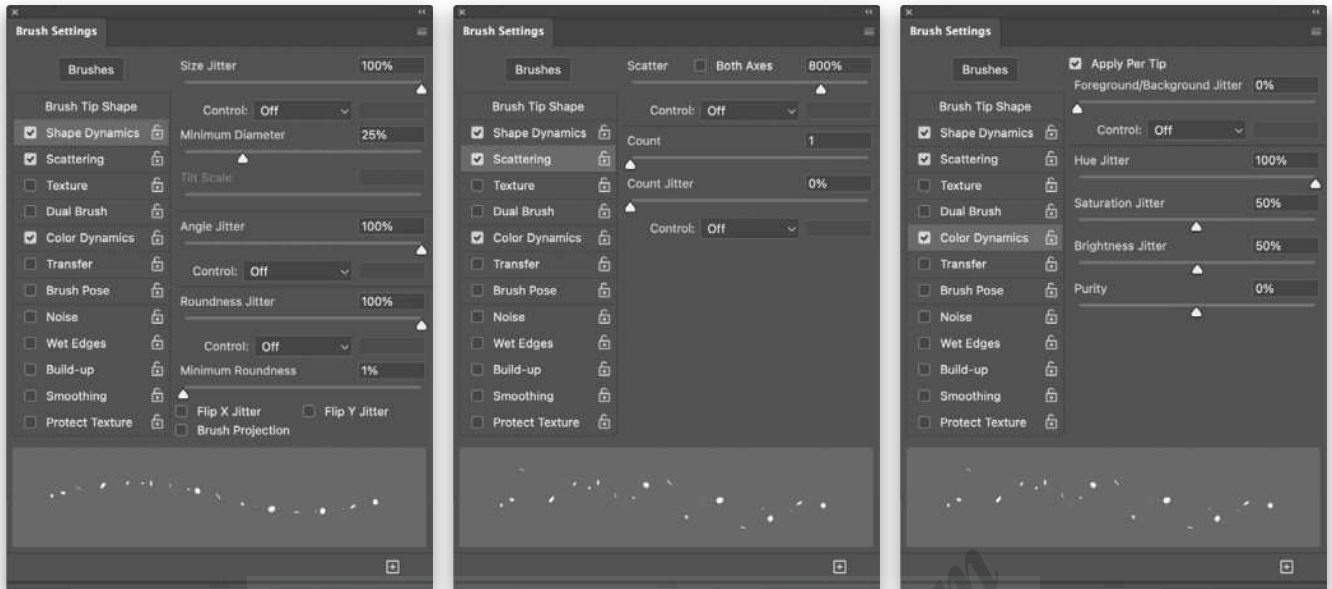 Brush Settings
Brushes
Brush Tip Shape
Shape Dynamics
Scattering
Texture
Dual Brush
Color Dynamics
Transfer
Brush Pose
Noise
Wet Edges
Build-up
Smoothing
Protect Texture
Size Jitter 100%
Control: Off
Minimum Diameter 25%
Tilt Scale
Angle Jitter 100%
Control: Off
Roundness Jitter 100%
Control: Off
Minimum Roundness 1%
Flip X Jitter Flip Y Jitter
Brush Projection
Brush Settings
Brushes
Brush Tip Shape
Shape Dynamics
Scattering
Texture
Dual Brush
Color Dynamics
Transfer
Brush Pose
Noise
Wet Edges
Build-up
Smoothing
Protect Texture
Scatter Both Axes 800%
Control: Off
Count 1
Count Jitter 0%
Control: Off
Brush Settings
Brushes
Brush Tip Shape
Shape Dynamics
Scattering
Texture
Dual Brush
Color Dynamics
Transfer
Brush Pose
Noise
Wet Edges
Build-up
Smoothing
Protect Texture
Apply Per Tip
Foreground/Background Jitter 0%
Control: Off
Hue Jitter 100%
Saturation Jitter 50%
Brightness Jitter 50%
Purity 0%